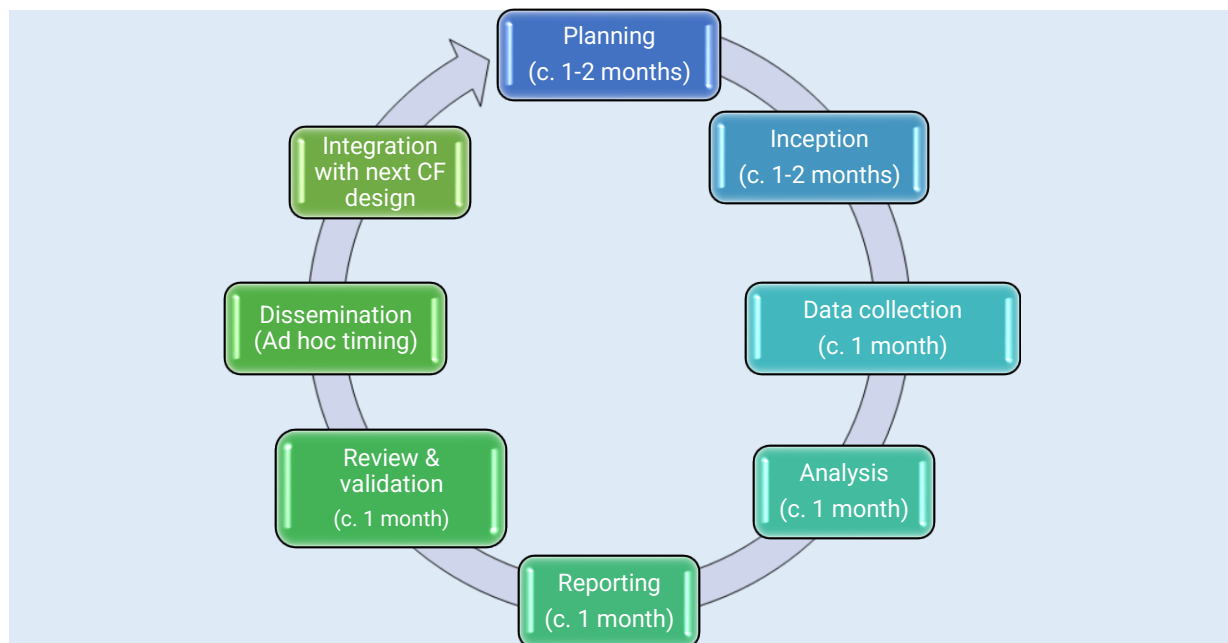 Planning
(c. 1-2 months)
Inception
(c. 1-2 months)
Data collection
(c. 1 month)
Analysis
(c. 1 month)
Reporting
(c. 1 month)
Review &
validation
(c. 1 month)
Dissemination
(Ad hoc timing)
Integration
with next CF
design